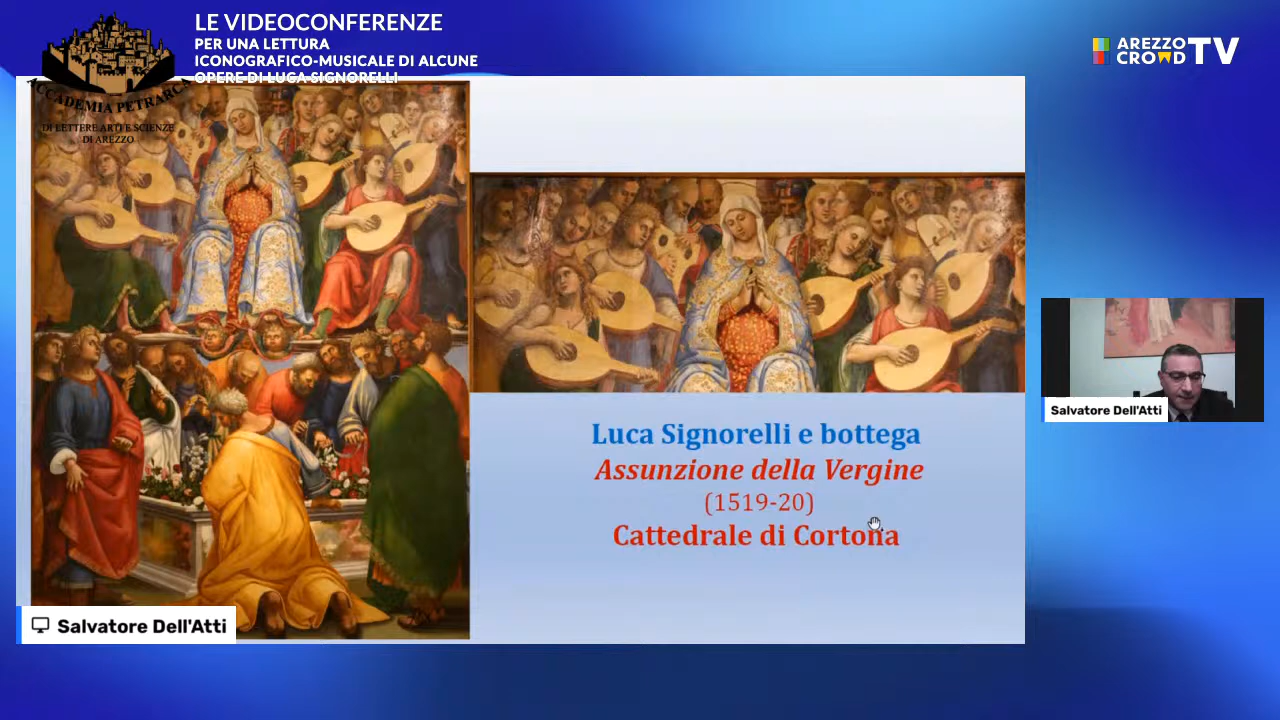 LE VIDEOCONFERENZE
PER UNA LETTURA
ICONOGRAFICO-MUSICALE DI ALCUNE
OPERE DI LUCA SIGNORELLI
ACCADEMIA PETRARCA
DI LETTERE ARTI E SCIENZE
DI AREZZO
AREZZO
CROWD
TV
Luca Signorelli e bottega
Assunzione della Vergine
(1519-20)
Cattedrale di Cortona
Salvatore Dell'Atti
Salvatore Dell'Atti